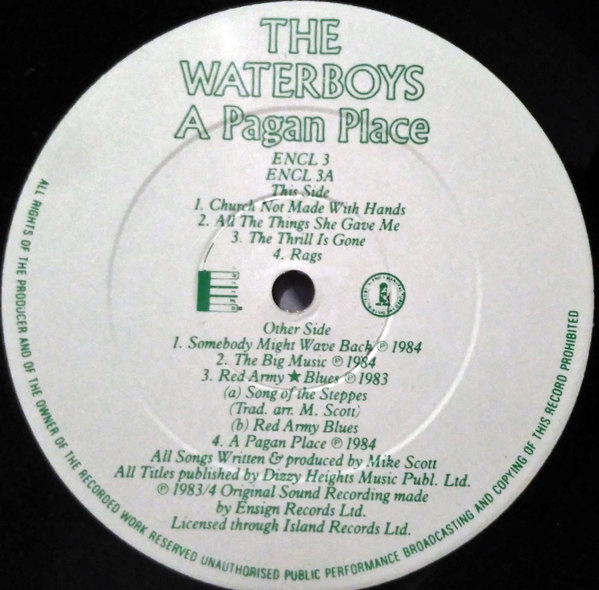 THE
WATERBOYS
A Pagan Place
ENCL 3
ENCL 3A
This Side
1. Church Not Made With Hands
2. All The Things She Gave Me
3. The Thrill Is Gone
4. Rags
Other Side
1. Somebody Might Wave Back ℗ 1984
2. The Big Music ℗ 1984
3. Red Army ★ Blues ℗ 1983
(a) Song of the Steppes
(Trad. arr. M. Scott)
(b) Red Army Blues
4. A Pagan Place ℗ 1984
All Songs Written & produced by Mike Scott
All Titles published by Dizzy Heights Music Publ. Ltd.
℗ 1983/4 Original Sound Recording made
by Ensign Records Ltd.
Licensed through Island Records Ltd.
ALL RIGHTS OF THE PRODUCER AND OF THE OWNER OF THE RECORDED WORK RESERVED UNAUTHORISED PUBLIC PERFORMANCE BROADCASTING AND COPYING OF THIS RECORD PROHIBITED